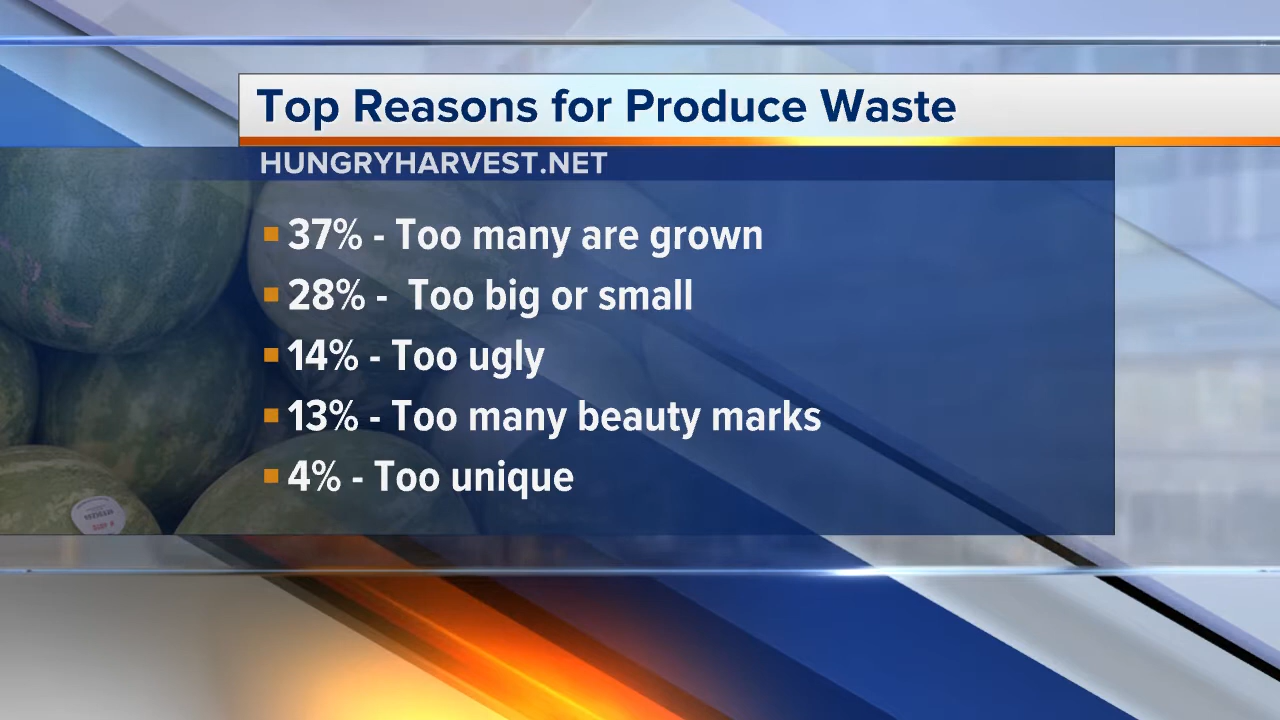 Top Reasons for Produce Waste
HUNGRYHARVEST.NET
37% - Too many are grown
28% - Too big or small
14% - Too ugly
13% - Too many beauty marks
4% - Too unique